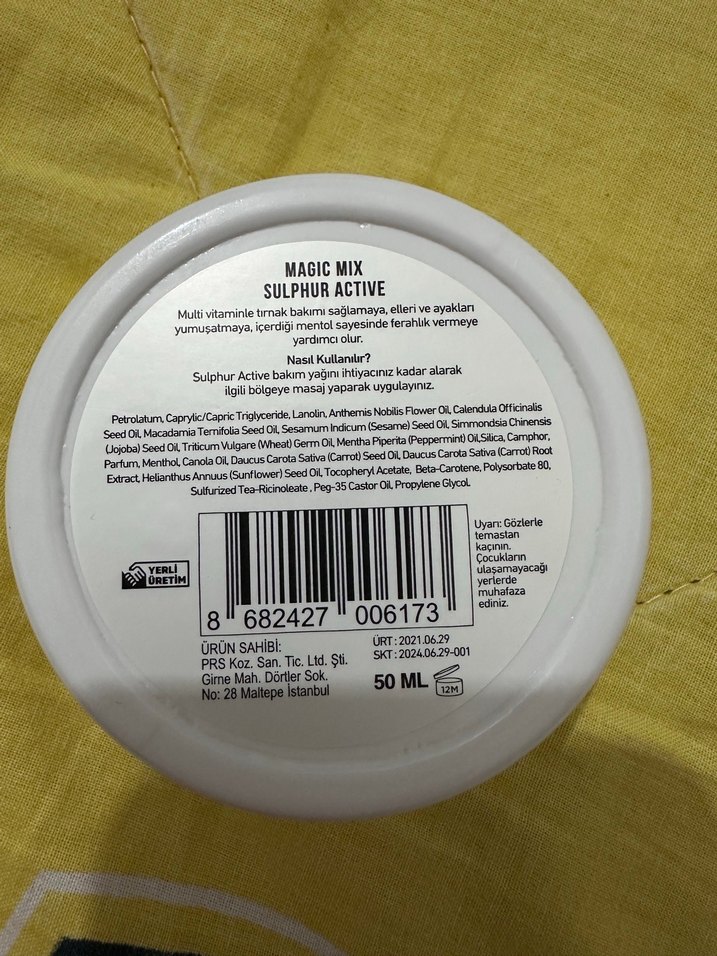 MAGIC MIX
SULPHUR ACTIVE
Multi vitaminle tırnak bakımı sağlamaya, elleri ve ayakları
yumuşatmaya, içerdiği mentol sayesinde ferahlık vermeye
yardımcı olur.
Nasıl Kullanılır?
Sulphur Active bakım yağını ihtiyacınız kadar alarak
ilgili bölgeye masaj yaparak uygulayınız.
Petrolatum, Caprylic/Capric Triglyceride, Lanolin, Anthemis Nobilis Flower Oil, Calendula Officinalis
Seed Oil, Macadamia Ternifolia Seed Oil, Sesamum Indicum (Sesame) Seed Oil, Simmondsia Chinensis
(Jojoba) Seed Oil, Triticum Vulgare (Wheat) Germ Oil, Mentha Piperita (Peppermint) Oil,Silica, Camphor,
Parfum, Menthol, Canola Oil, Daucus Carota Sativa (Carrot) Seed Oil, Daucus Carota Sativa (Carrot) Root
Extract, Helianthus Annuus (Sunflower) Seed Oil, Tocopheryl Acetate, Beta-Carotene, Polysorbate 80,
Sulfurized Tea-Ricinoleate , Peg-35 Castor Oil, Propylene Glycol.
YERLİ
ÜRETİM
8 682427 006173
Uyarı: Gözlerle
temastan
kaçının.
Çocukların
ulaşamayacağı
yerlerde
muhafaza
ediniz.
ÜRÜN SAHİBİ:
PRS Koz. San. Tic. Ltd. Şti.
Girne Mah. Dörtler Sok.
No: 28 Maltepe İstanbul
ÜRT : 2021.06.29
SKT : 2024.06.29-001
50 ML
12M